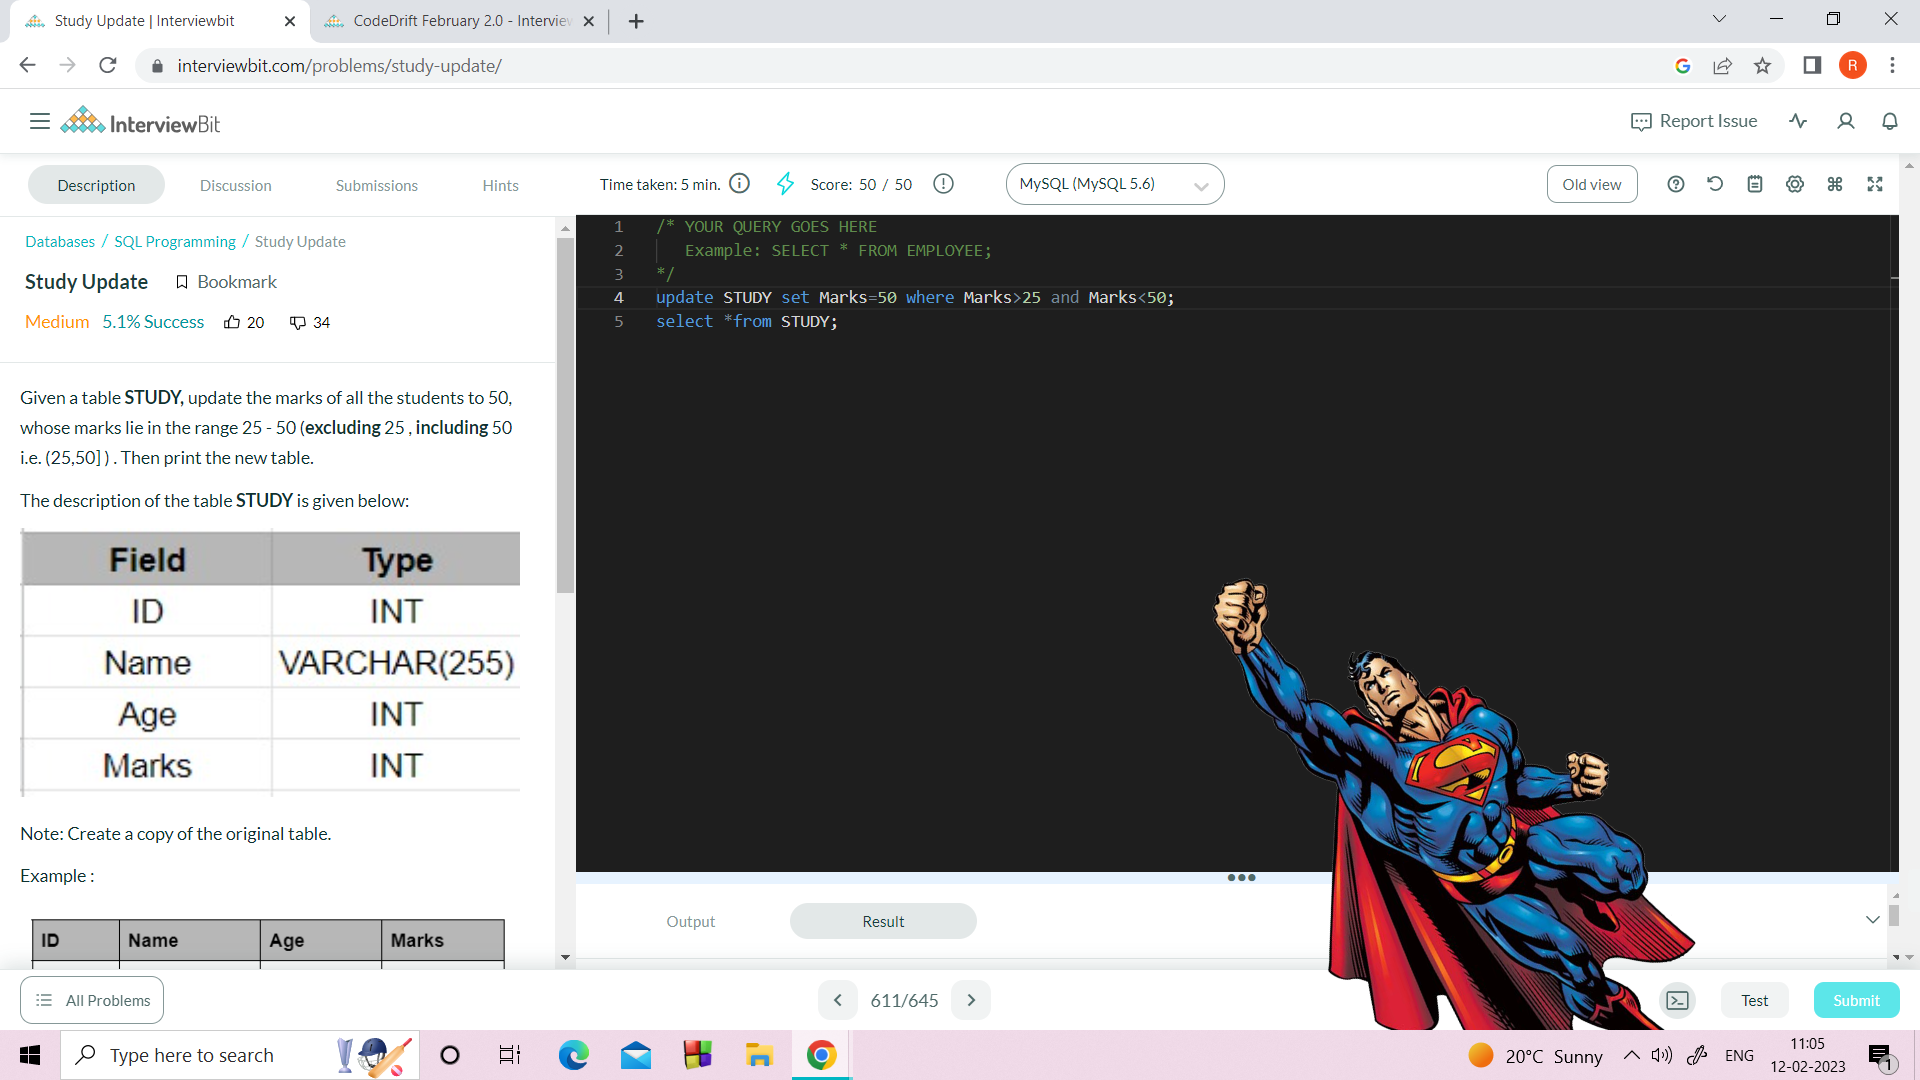 Study Update | Interviewbit
CodeDrift February 2.0 - Interview
interviewbit.com/problems/study-update/
R
InterviewBit
Report Issue
Description
Discussion
Submissions
Hints
Time taken: 5 min.
Score: 50 / 50
MySQL (MySQL 5.6)
Old view
Databases / SQL Programming / Study Update
Study Update
Bookmark
Medium 5.1% Success 20 34
Given a table STUDY, update the marks of all the students to 50,
whose marks lie in the range 25 - 50 (excluding 25 , including 50
i.e. (25,50] ) . Then print the new table.
The description of the table STUDY is given below:
Field Type
ID INT
Name VARCHAR(255)
Age INT
Marks INT
Note: Create a copy of the original table.
Example :
ID Name Age Marks
1 /* YOUR QUERY GOES HERE
2 Example: SELECT * FROM EMPLOYEE;
3 */
4 update STUDY set Marks=50 where Marks>25 and Marks<50;
5 select *from STUDY;
S
Output
Result
All Problems
611/645
Test
Submit
Type here to search
20°C Sunny
ENG
11:05
12-02-2023
1